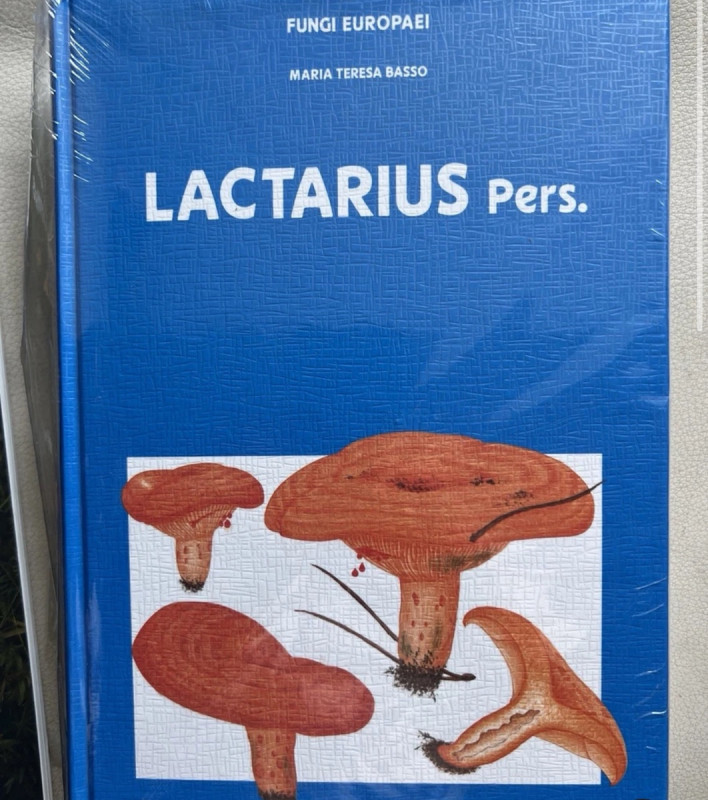 FUNGI EUROPAEI
MARIA TERESA BASSO
LACTARIUS Pers.